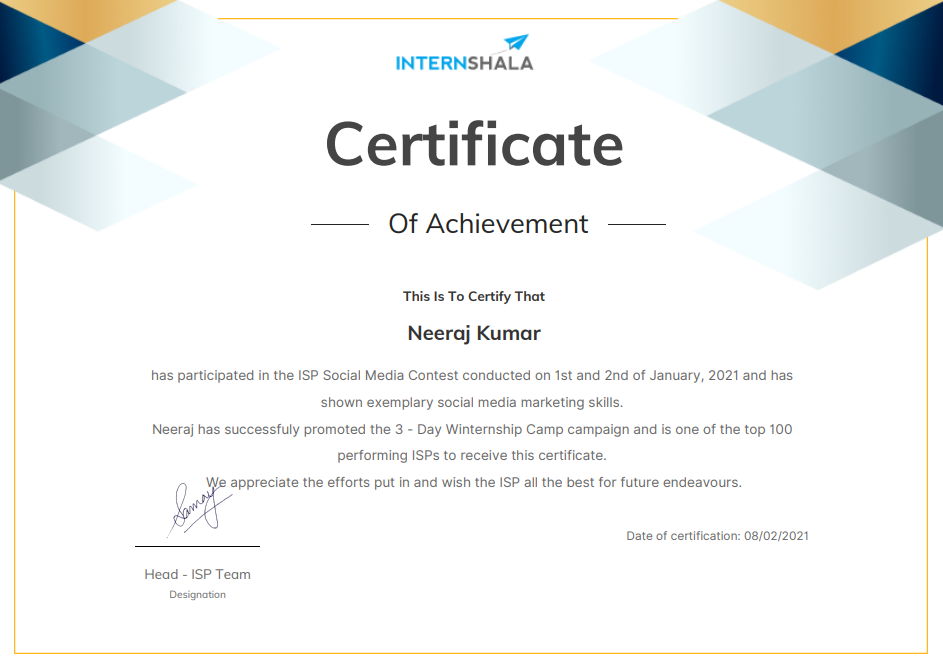 INTERNSHALA
Certificate
Of Achievement
This Is To Certify That
Neeraj Kumar
has participated in the ISP Social Media Contest conducted on 1st and 2nd of January, 2021 and has
shown exemplary social media marketing skills.
Neeraj has successfuly promoted the 3 - Day Winternship Camp campaign and is one of the top 100
performing ISPs to receive this certificate.
We appreciate the efforts put in and wish the ISP all the best for future endeavours.
Samay
Date of certification: 08/02/2021
Head - ISP Team
Designation